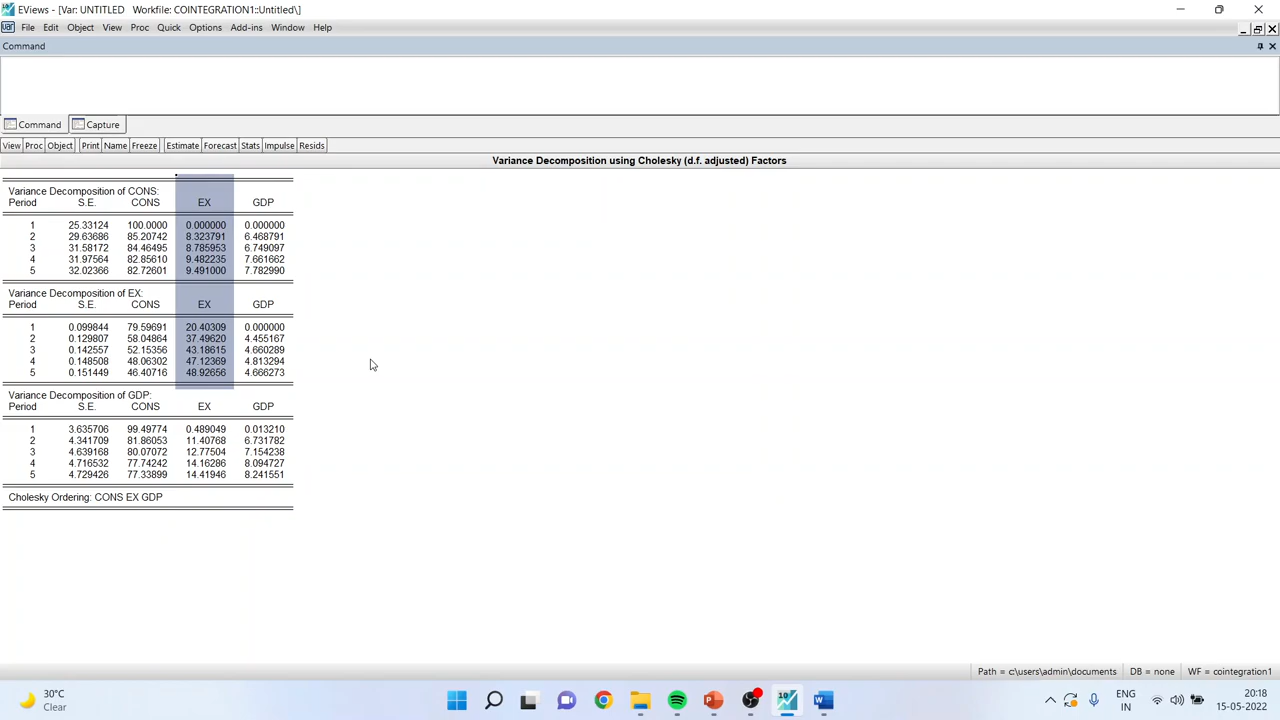 EViews - [Var: UNTITLED   Workfile: COINTEGRATION1::Untitled\]
File Edit Object View Proc Quick Options Add-ins Window Help
Command
Command Capture
View Proc Object Print Name Freeze Estimate Forecast Stats Impulse Resids
Variance Decomposition using Cholesky (d.f. adjusted) Factors
Variance Decomposition of CONS:
Period S.E. CONS EX GDP
1 25.33124 100.0000 0.000000 0.000000
2 29.63686 85.20742 8.323791 6.468791
3 31.58172 84.46495 8.785953 6.749097
4 31.97564 82.85610 9.482235 7.661662
5 32.02366 82.72601 9.491000 7.782990
Variance Decomposition of EX:
Period S.E. CONS EX GDP
1 0.099844 79.59691 20.40309 0.000000
2 0.129807 58.04864 37.49620 4.455167
3 0.142557 52.15356 43.18615 4.660289
4 0.148508 48.06302 47.12369 4.813294
5 0.151449 46.40716 48.92656 4.666273
Variance Decomposition of GDP:
Period S.E. CONS EX GDP
1 3.635706 99.49774 0.489049 0.013210
2 4.341709 81.86053 11.40768 6.731782
3 4.639168 80.07072 12.77504 7.154238
4 4.716532 77.74242 14.16286 8.094727
5 4.729426 77.33899 14.41946 8.241551
Cholesky Ordering: CONS EX GDP
Path = c:\users\admin\documents DB = none WF = cointegration1
30°C
Clear
ENG
IN
20:18
15-05-2022